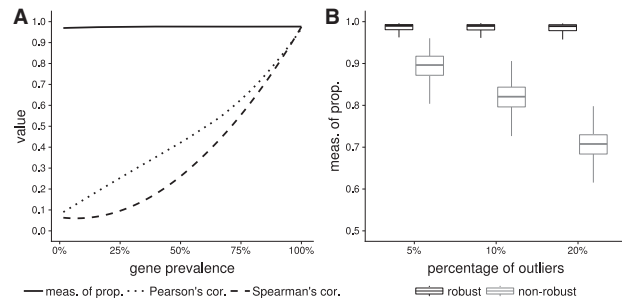 A
1.0
0.9
0.8
0.7
0.6
0.5
0.4
0.3
0.2
0.1
0.0
value
0% 25% 50% 75% 100%
gene prevalence
meas. of prop. Pearson's cor. Spearman's cor.
B
1.0
0.9
0.8
0.7
0.6
0.5
meas. of prop.
5% 10% 20%
percentage of outliers
robust non-robust